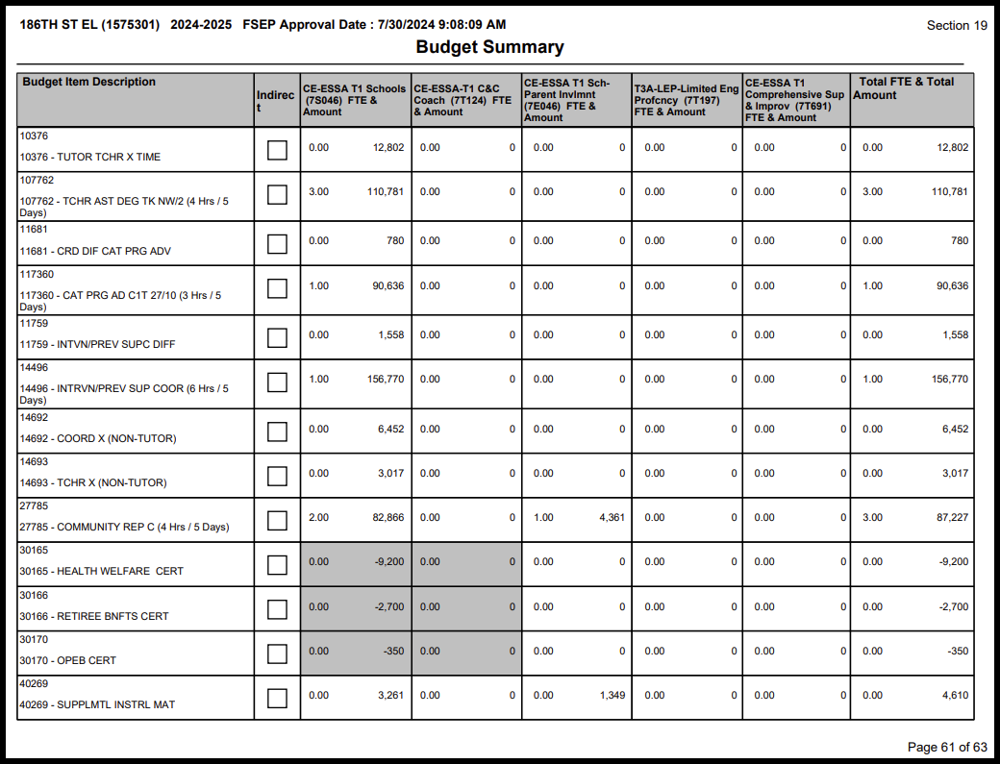 186TH ST EL (1575301) 2024-2025 FSEP Approval Date : 7/30/2024 9:08:09 AM
Section 19
Budget Summary
Budget Item Description
Indirec
t
CE-ESSA T1 Schools
(7S046) FTE &
Amount
CE-ESSA-T1 C&C
Coach (7T124) FTE
& Amount
CE-ESSA T1 Sch-
Parent Invlmnt
(7E046) FTE &
Amount
T3A-LEP-Limited Eng
Profcncy (7T197)
FTE & Amount
CE-ESSA T1
Comprehensive Sup
& Improv (7T691)
FTE & Amount
Total FTE & Total
Amount
10376
10376 - TUTOR TCHR X TIME
0.00 12,802 0.00 0 0.00 0 0.00 0 0.00 0 0.00 12,802
107762
107762 - TCHR AST DEG TK NW/2 (4 Hrs / 5
Days)
3.00 110,781 0.00 0 0.00 0 0.00 0 0.00 0 3.00 110,781
11681
11681 - CRD DIF CAT PRG ADV
0.00 780 0.00 0 0.00 0 0.00 0 0.00 0 0.00 780
117360
117360 - CAT PRG AD C1T 27/10 (3 Hrs / 5
Days)
1.00 90,636 0.00 0 0.00 0 0.00 0 0.00 0 1.00 90,636
11759
11759 - INTVN/PREV SUPC DIFF
0.00 1,558 0.00 0 0.00 0 0.00 0 0.00 0 0.00 1,558
14496
14496 - INTRVN/PREV SUP COOR (6 Hrs / 5
Days)
1.00 156,770 0.00 0 0.00 0 0.00 0 0.00 0 1.00 156,770
14692
14692 - COORD X (NON-TUTOR)
0.00 6,452 0.00 0 0.00 0 0.00 0 0.00 0 0.00 6,452
14693
14693 - TCHR X (NON-TUTOR)
0.00 3,017 0.00 0 0.00 0 0.00 0 0.00 0 0.00 3,017
27785
27785 - COMMUNITY REP C (4 Hrs / 5 Days)
2.00 82,866 0.00 0 1.00 4,361 0.00 0 0.00 0 3.00 87,227
30165
30165 - HEALTH WELFARE CERT
0.00 -9,200 0.00 0 0.00 0 0.00 0 0.00 0 0.00 -9,200
30166
30166 - RETIREE BNFTS CERT
0.00 -2,700 0.00 0 0.00 0 0.00 0 0.00 0 0.00 -2,700
30170
30170 - OPEB CERT
0.00 -350 0.00 0 0.00 0 0.00 0 0.00 0 0.00 -350
40269
40269 - SUPPLMTL INSTRL MAT
0.00 3,261 0.00 0 0.00 1,349 0.00 0 0.00 0 0.00 4,610
Page 61 of 63